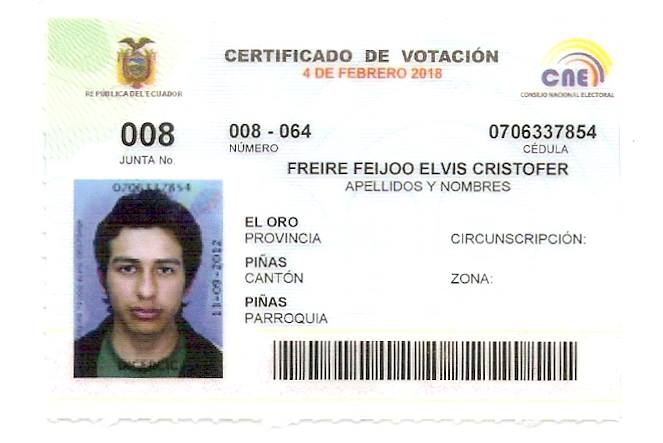 CERTIFICADO DE VOTACIÓN
4 DE FEBRERO 2018
REPÚBLICA DEL ECUADOR
CNE
CONSEJO NACIONAL ELECTORAL
008
JUNTA No.
008 - 064
NÚMERO
0706337854
CÉDULA
FREIRE FEIJOO ELVIS CRISTOFER
APELLIDOS Y NOMBRES
0706337854
11-09-2012
EL ORO
PROVINCIA
CIRCUNSCRIPCIÓN:
PIÑAS
CANTÓN
ZONA:
PIÑAS
PARROQUIA